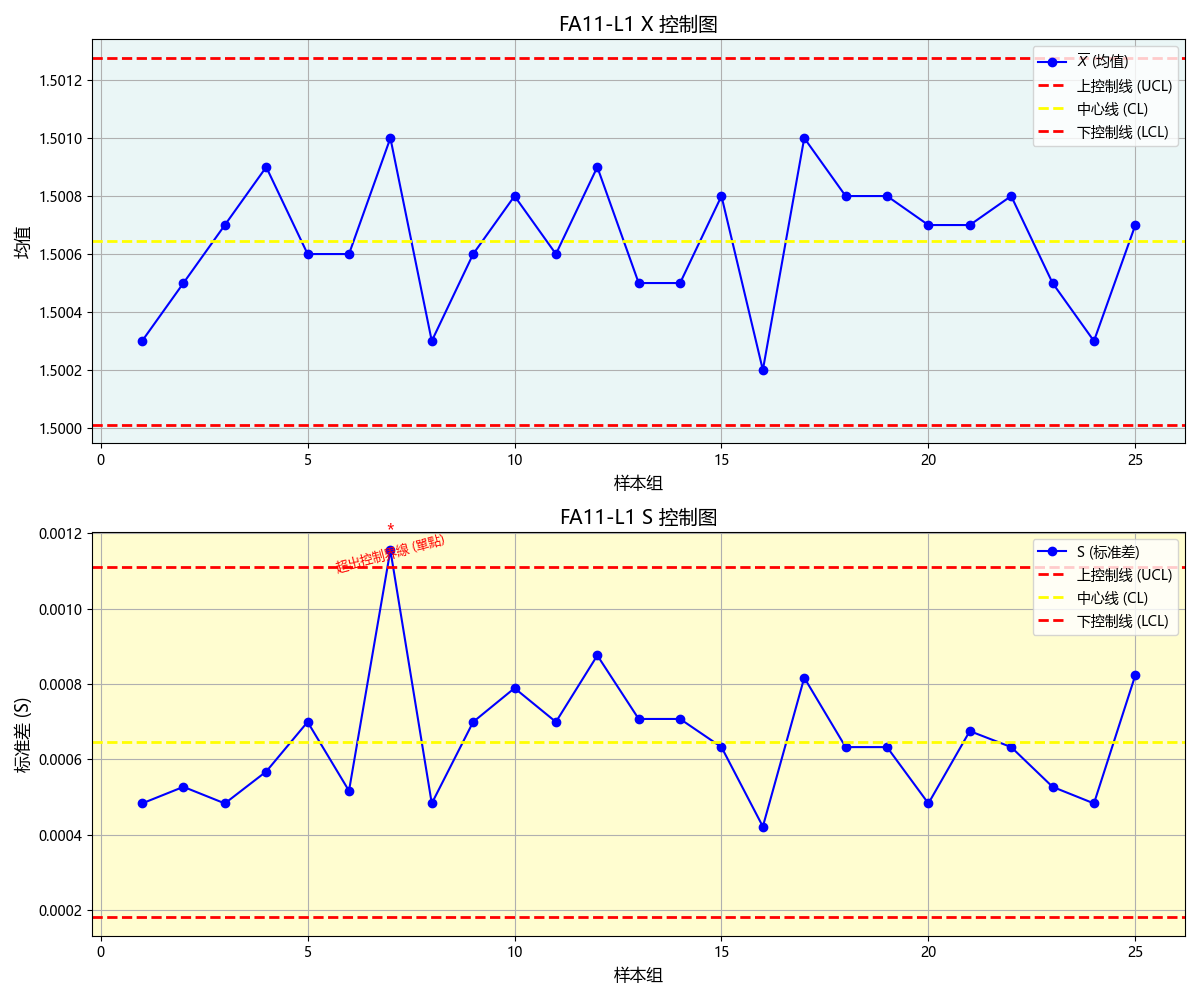 FA11-L1 X 控制图
均值
1.5012
1.5010
1.5008
1.5006
1.5004
1.5002
1.5000
X (均值)
上控制线 (UCL)
中心线 (CL)
下控制线 (LCL)
0 5 10 15 20 25
样本组
FA11-L1 S 控制图
标准差 (S)
0.0012
0.0010
0.0008
0.0006
0.0004
0.0002
*
超出控制界線 (單點)
S (标准差)
上控制线 (UCL)
中心线 (CL)
下控制线 (LCL)
0 5 10 15 20 25
样本组